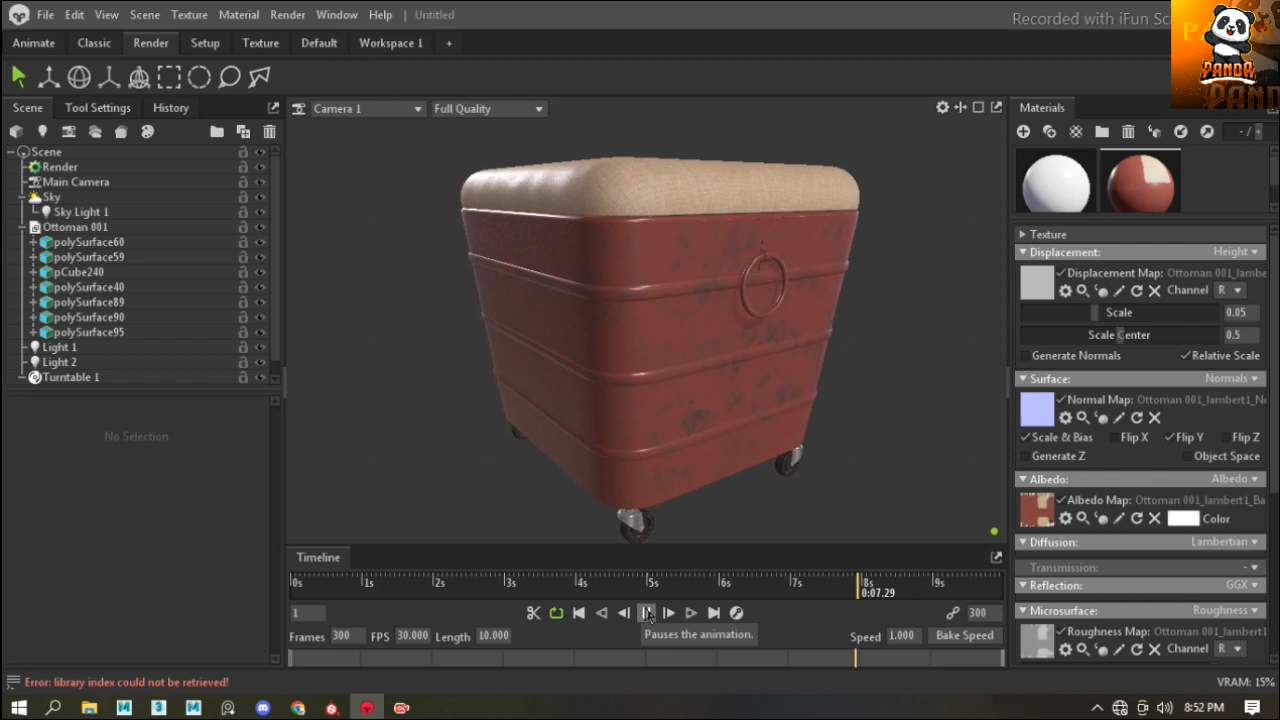 File Edit View Scene Texture Material Render Window Help Untitled
Recorded with iFun Sc
PANDA
Animate Classic Render Setup Texture Default Workspace 1 +
Scene Tool Settings History
Camera 1 Full Quality
Materials
- / +
Scene
Render
Main Camera
Sky
Sky Light 1
Ottoman 001
polySurface60
polySurface59
pCube240
polySurface40
polySurface89
polySurface90
polySurface95
Light 1
Light 2
Turntable 1
No Selection
Texture
Displacement: Height
Displacement Map: Ottoman 001_lambe
Channel R
Scale 0.05
Scale Center 0.5
Generate Normals Relative Scale
Surface: Normals
Normal Map: Ottoman 001_lambert1_No
Scale & Bias Flip X Flip Y Flip Z
Generate Z Object Space
Albedo: Albedo
Albedo Map: Ottoman 001_lambert1_Ba
Color
Diffusion: Lambertian
Transmission: -
Reflection: GGX
Microsurface: Roughness
Roughness Map: Ottoman 001_lambert1
Channel R
Timeline
0s 1s 2s 3s 4s 5s 6s 7s 8s 9s
0:07.29
1 300
Pauses the animation.
Frames 300 FPS 30.000 Length 10.000 Speed 1.000 Bake Speed
Error: library index could not be retrieved!
VRAM: 15%
8:52 PM